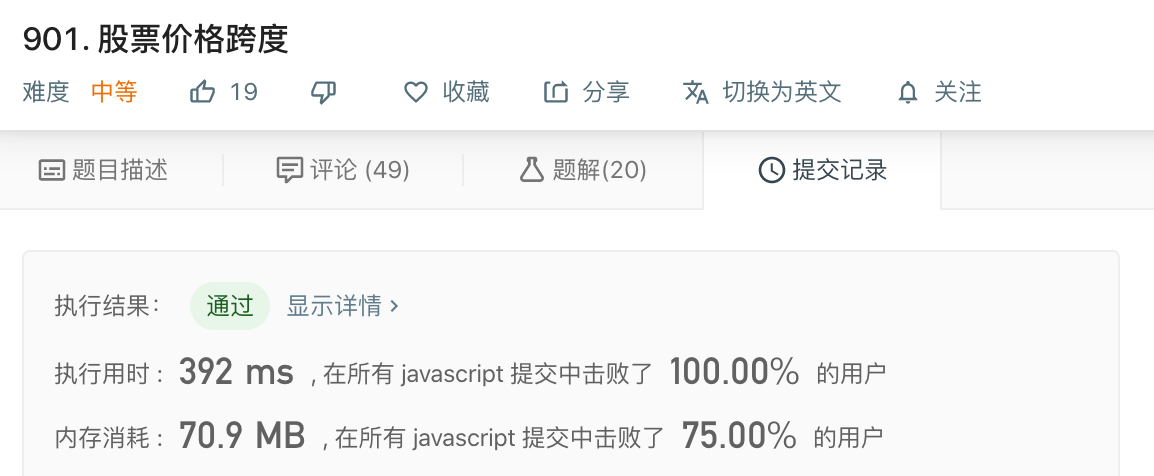 901. 股票价格跨度
难度 中等 19 收藏 分享 切换为英文 关注
题目描述 评论 (49) 题解(20) 提交记录
执行结果： 通过 显示详情 ›
执行用时 : 392 ms , 在所有 javascript 提交中击败了 100.00% 的用户
内存消耗 : 70.9 MB , 在所有 javascript 提交中击败了 75.00% 的用户